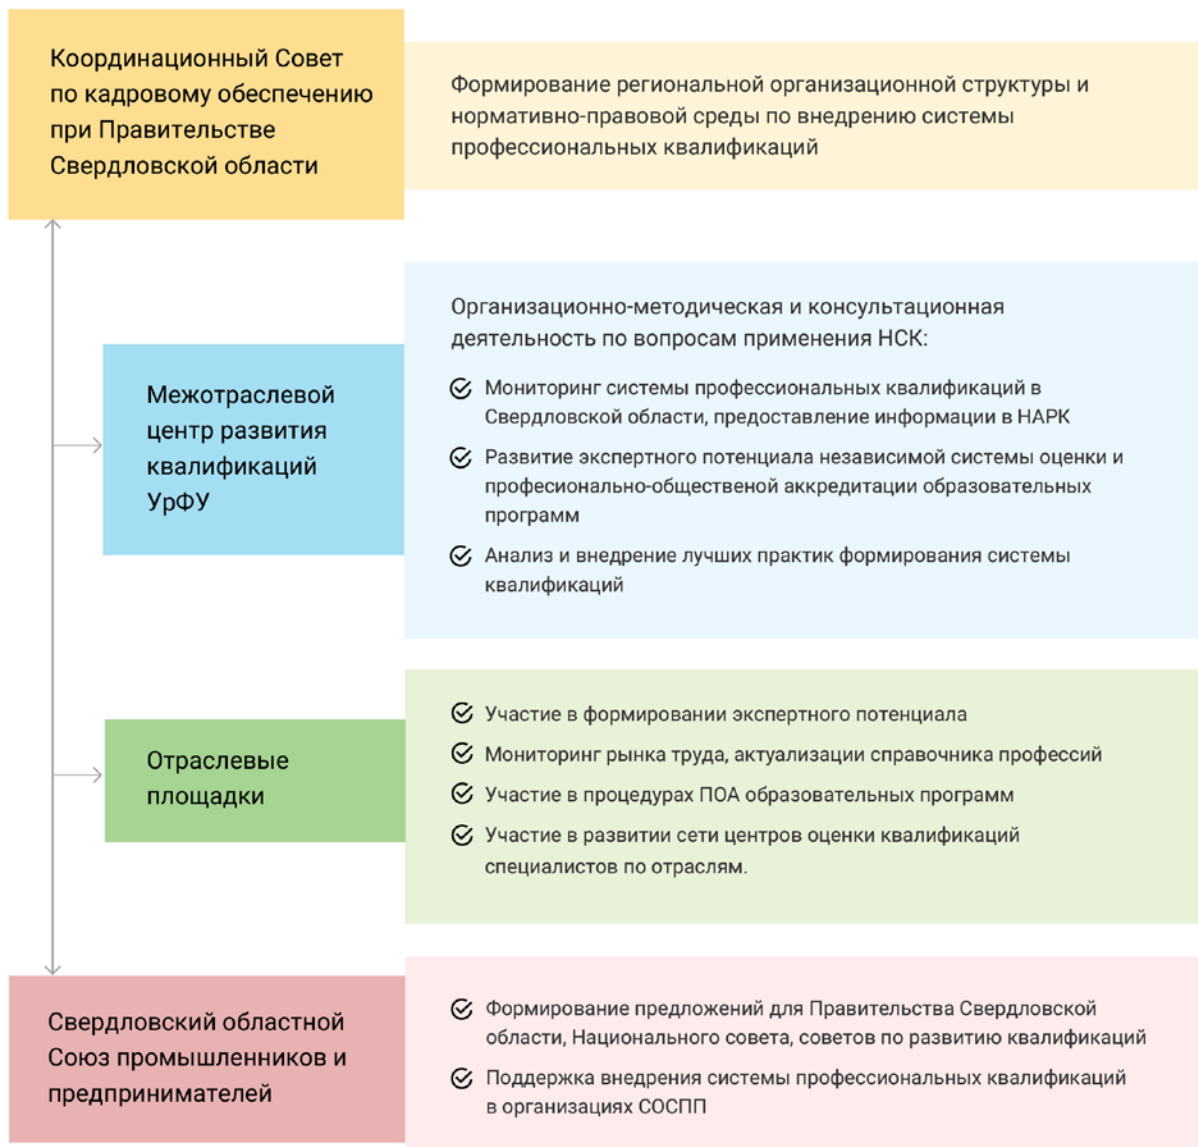 Координационный Совет
по кадровому обеспечению
при Правительстве
Свердловской области
Формирование региональной организационной структуры и
нормативно-правовой среды по внедрению системы
профессиональных квалификаций
Межотраслевой
центр развития
квалификаций
УрФУ
Организационно-методическая и консультационная
деятельность по вопросам применения НСК:
Мониторинг системы профессиональных квалификаций в
Свердловской области, предоставление информации в НАРК
Развитие экспертного потенциала независимой системы оценки и
професионально-общественой аккредитации образовательных
программ
Анализ и внедрение лучших практик формирования системы
квалификаций
Отраслевые
площадки
Участие в формировании экспертного потенциала
Мониторинг рынка труда, актуализации справочника профессий
Участие в процедурах ПОА образовательных программ
Участие в развитии сети центров оценки квалификаций
специалистов по отраслям.
Свердловский областной
Союз промышленников и
предпринимателей
Формирование предложений для Правительства Свердловской
области, Национального совета, советов по развитию квалификаций
Поддержка внедрения системы профессиональных квалификаций
в организациях СОСПП